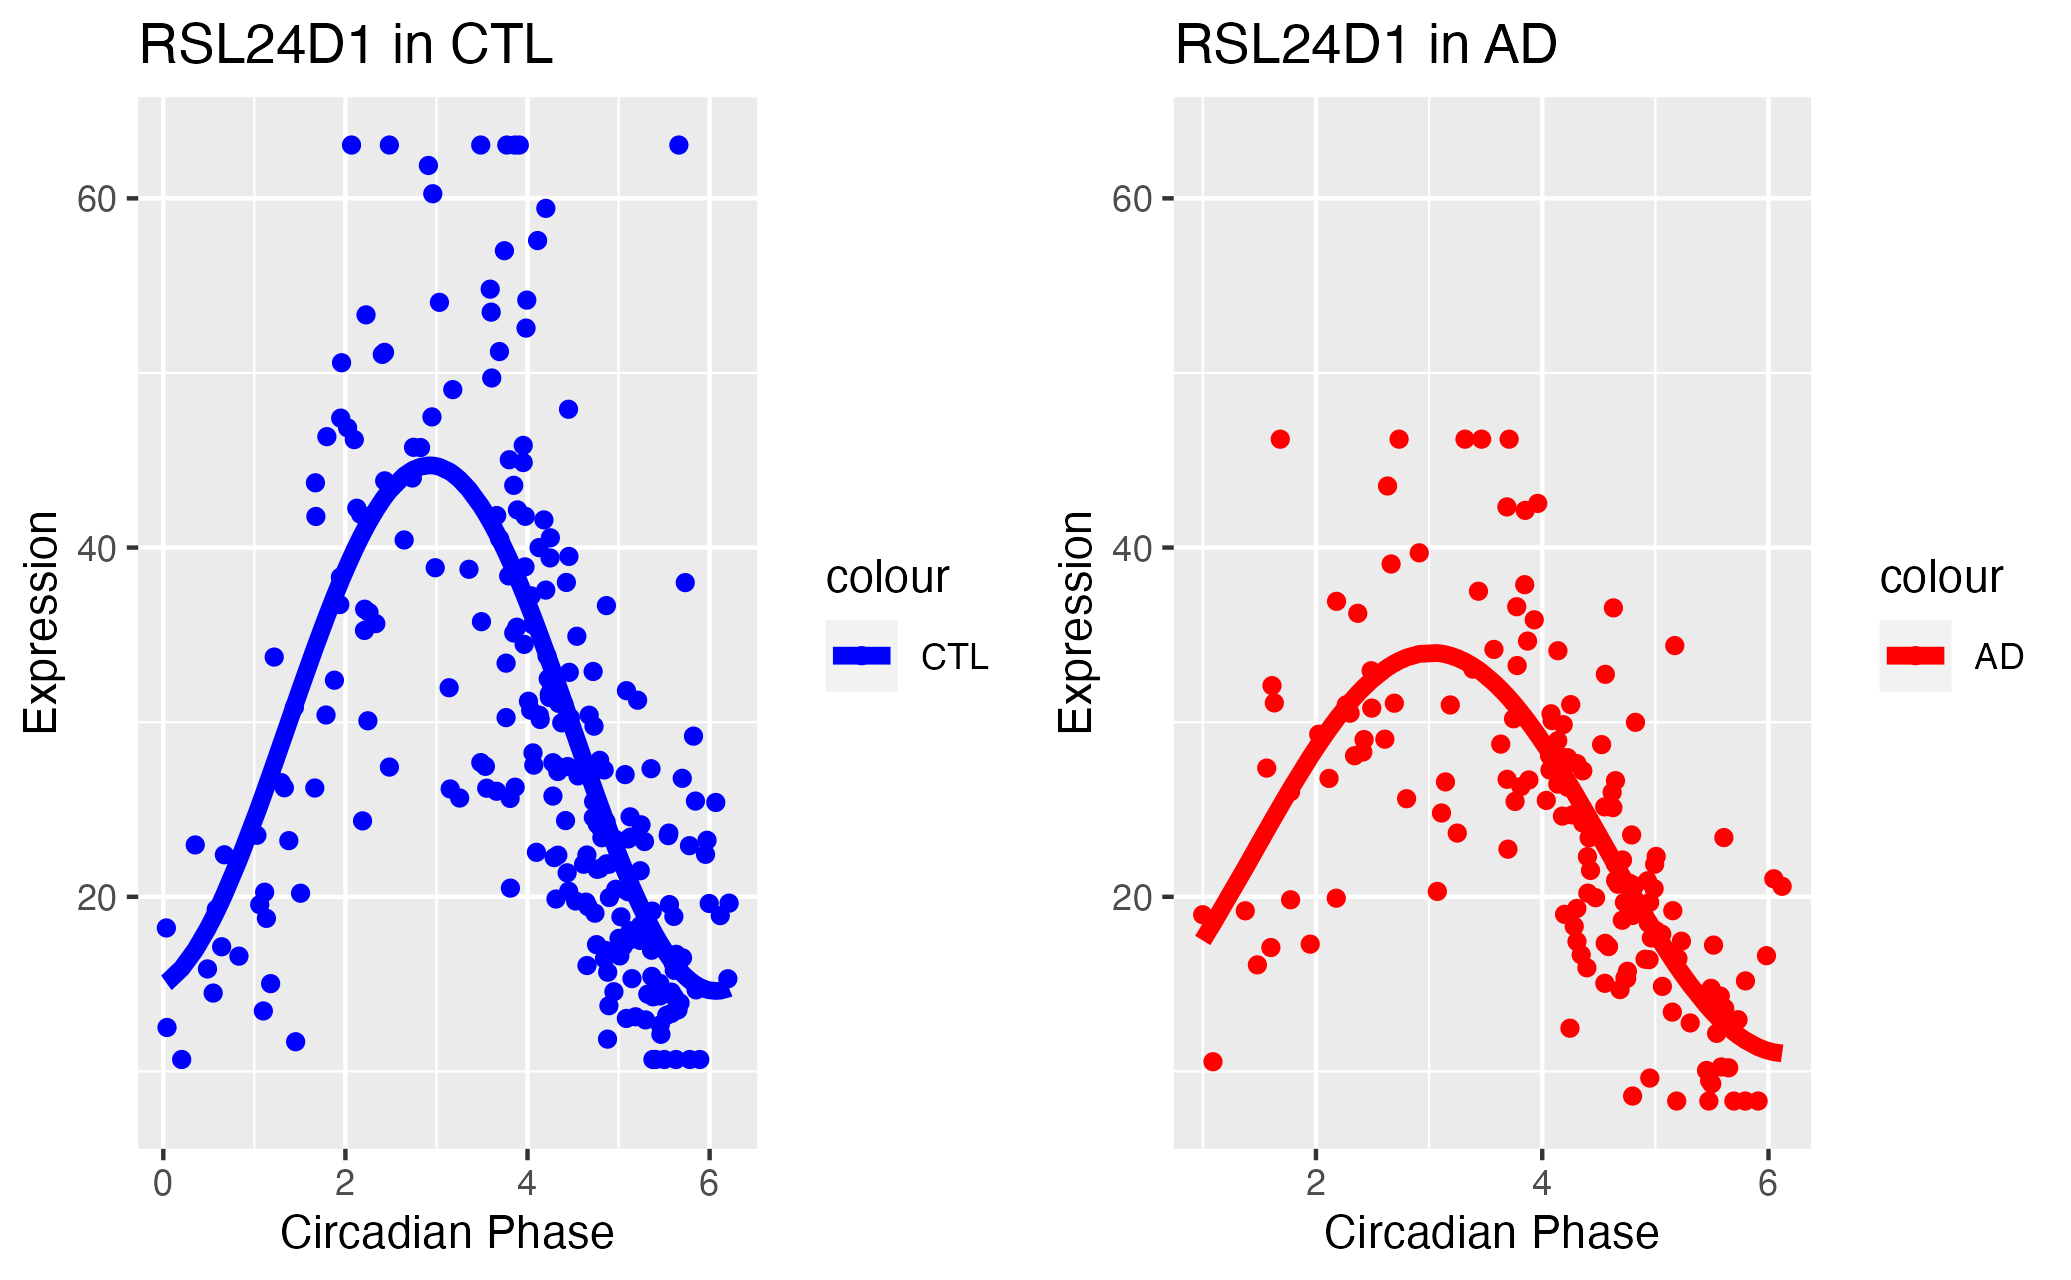 RSL24D1 in CTL
60
40
20
Expression
0 2 4 6
Circadian Phase
colour
CTL
RSL24D1 in AD
60
40
20
Expression
2 4 6
Circadian Phase
colour
AD